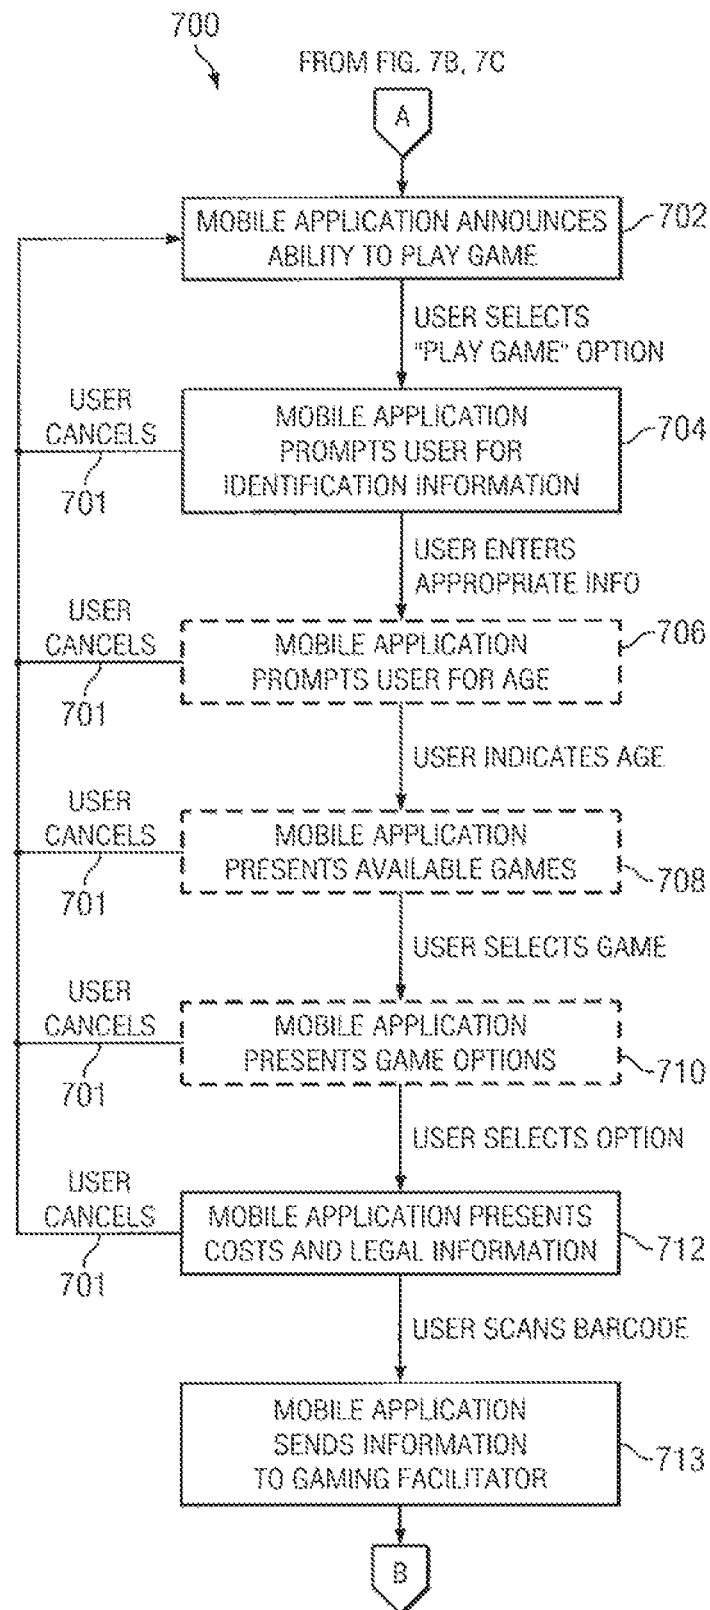 700
FROM FIG. 7B, 7C
A
MOBILE APPLICATION ANNOUNCES
ABILITY TO PLAY GAME
702
USER SELECTS
"PLAY GAME" OPTION
USER
CANCELS
701
MOBILE APPLICATION
PROMPTS USER FOR
IDENTIFICATION INFORMATION
704
USER ENTERS
APPROPRIATE INFO
USER
CANCELS
701
MOBILE APPLICATION
PROMPTS USER FOR AGE
706
USER INDICATES AGE
USER
CANCELS
701
MOBILE APPLICATION
PRESENTS AVAILABLE GAMES
708
USER SELECTS GAME
USER
CANCELS
701
MOBILE APPLICATION
PRESENTS GAME OPTIONS
710
USER SELECTS OPTION
USER
CANCELS
701
MOBILE APPLICATION PRESENTS
COSTS AND LEGAL INFORMATION
712
USER SCANS BARCODE
MOBILE APPLICATION
SENDS INFORMATION
TO GAMING FACILITATOR
713
B